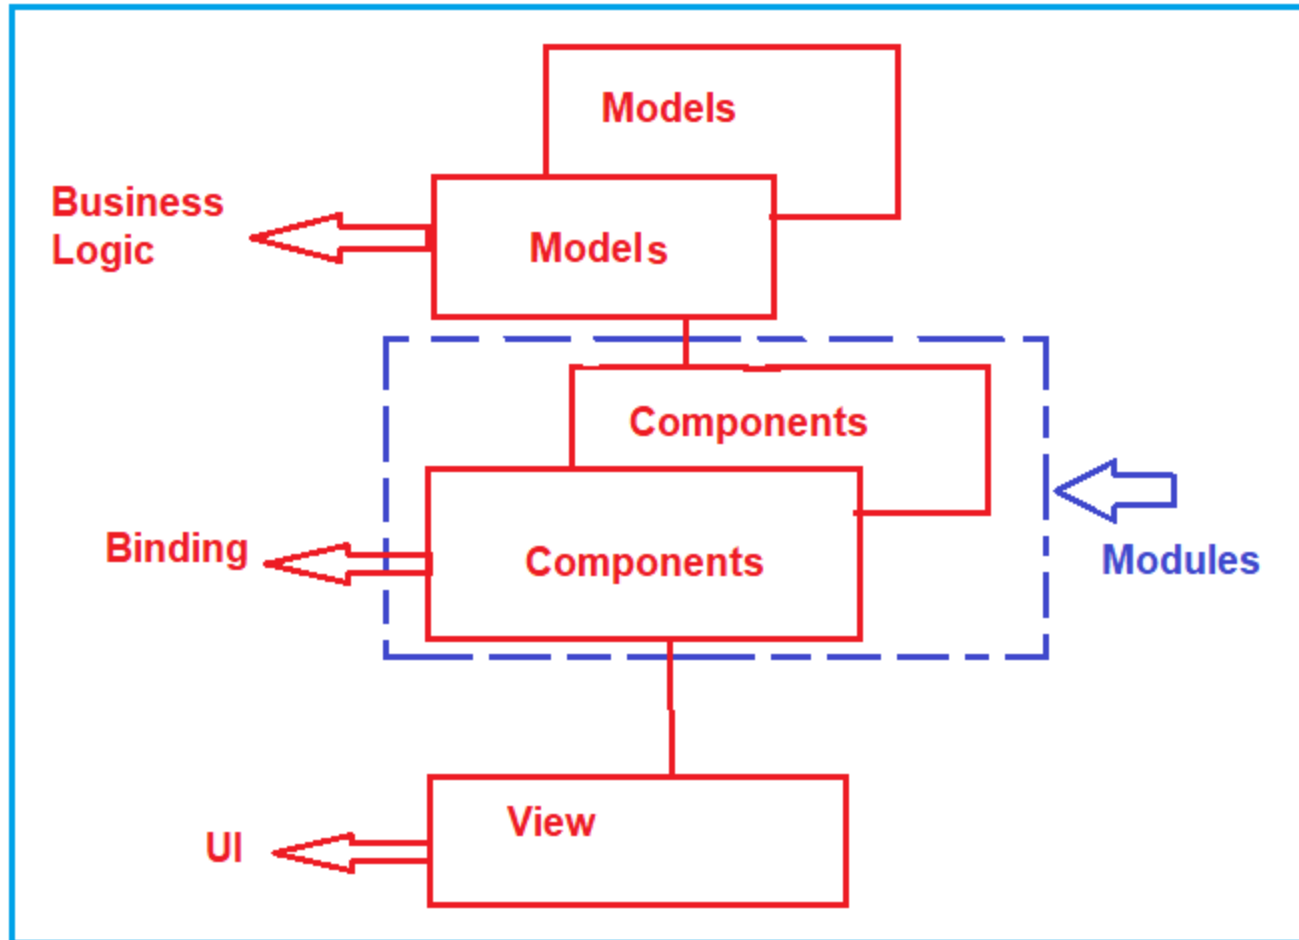 Models
Business
Logic
Models
Components
Binding
Components
Modules
UI
View